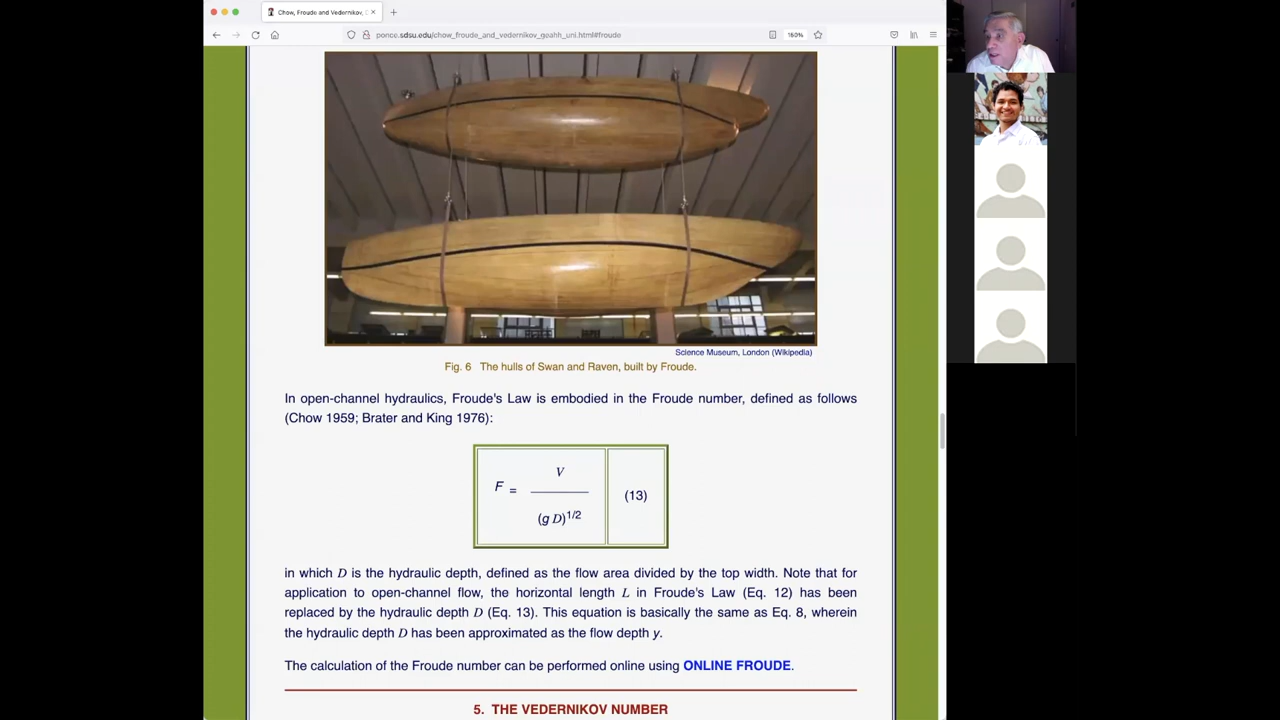 Chow, Froude and Vedernikov, 
ponce.sdsu.edu/chow_froude_and_vedernikov_goahh_uni.html#froude
160%
Science Museum, London (Wikipedia)
Fig. 6 The hulls of Swan and Raven, built by Froude.
In open-channel hydraulics, Froude's Law is embodied in the Froude number, defined as follows
(Chow 1959; Brater and King 1976):
V
F =
(13)
(g D)1/2
in which D is the hydraulic depth, defined as the flow area divided by the top width. Note that for
application to open-channel flow, the horizontal length L in Froude's Law (Eq. 12) has been
replaced by the hydraulic depth D (Eq. 13). This equation is basically the same as Eq. 8, wherein
the hydraulic depth D has been approximated as the flow depth y.
The calculation of the Froude number can be performed online using ONLINE FROUDE.
5. THE VEDERNIKOV NUMBER